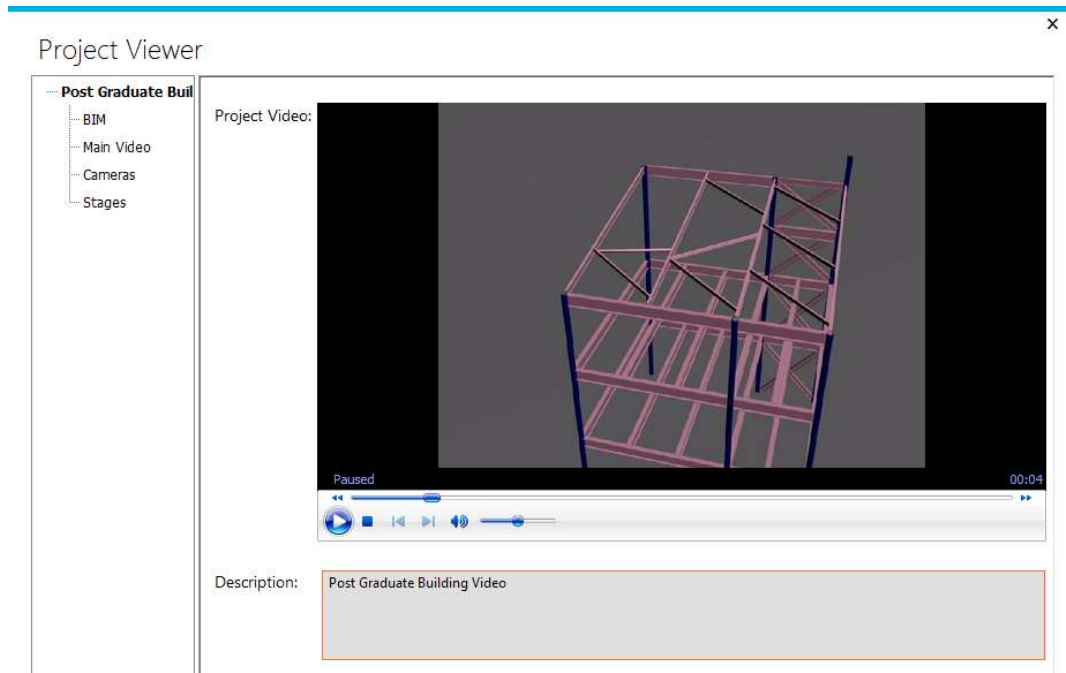 Project Viewer
Post Graduate Buil
BIM
Main Video
Cameras
Stages
Project Video:
Paused
00:04
Description:
Post Graduate Building Video